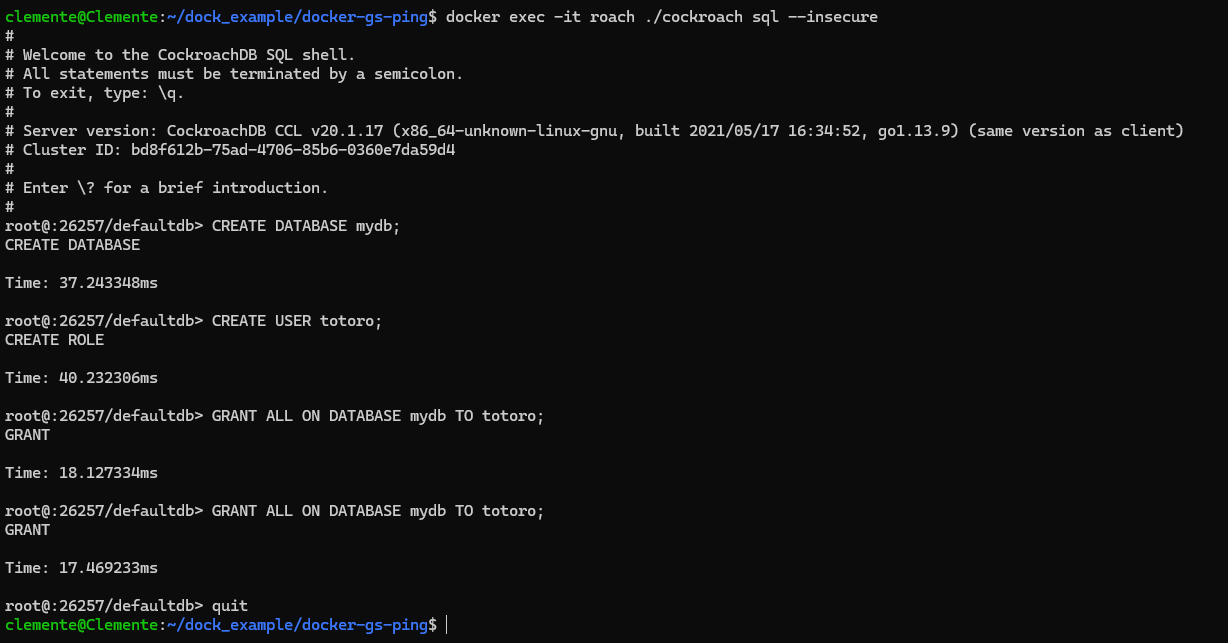 clemente@Clemente:~/dock_example/docker-gs-ping$ docker exec -it roach ./cockroach sql --insecure
#
# Welcome to the CockroachDB SQL shell.
# All statements must be terminated by a semicolon.
# To exit, type: \q.
#
# Server version: CockroachDB CCL v20.1.17 (x86_64-unknown-linux-gnu, built 2021/05/17 16:34:52, go1.13.9) (same version as client)
# Cluster ID: bd8f612b-75ad-4706-85b6-0360e7da59d4
#
# Enter \? for a brief introduction.
#
root@:26257/defaultdb> CREATE DATABASE mydb;
CREATE DATABASE

Time: 37.243348ms

root@:26257/defaultdb> CREATE USER totoro;
CREATE ROLE

Time: 40.232306ms

root@:26257/defaultdb> GRANT ALL ON DATABASE mydb TO totoro;
GRANT

Time: 18.127334ms

root@:26257/defaultdb> GRANT ALL ON DATABASE mydb TO totoro;
GRANT

Time: 17.469233ms

root@:26257/defaultdb> quit
clemente@Clemente:~/dock_example/docker-gs-ping$